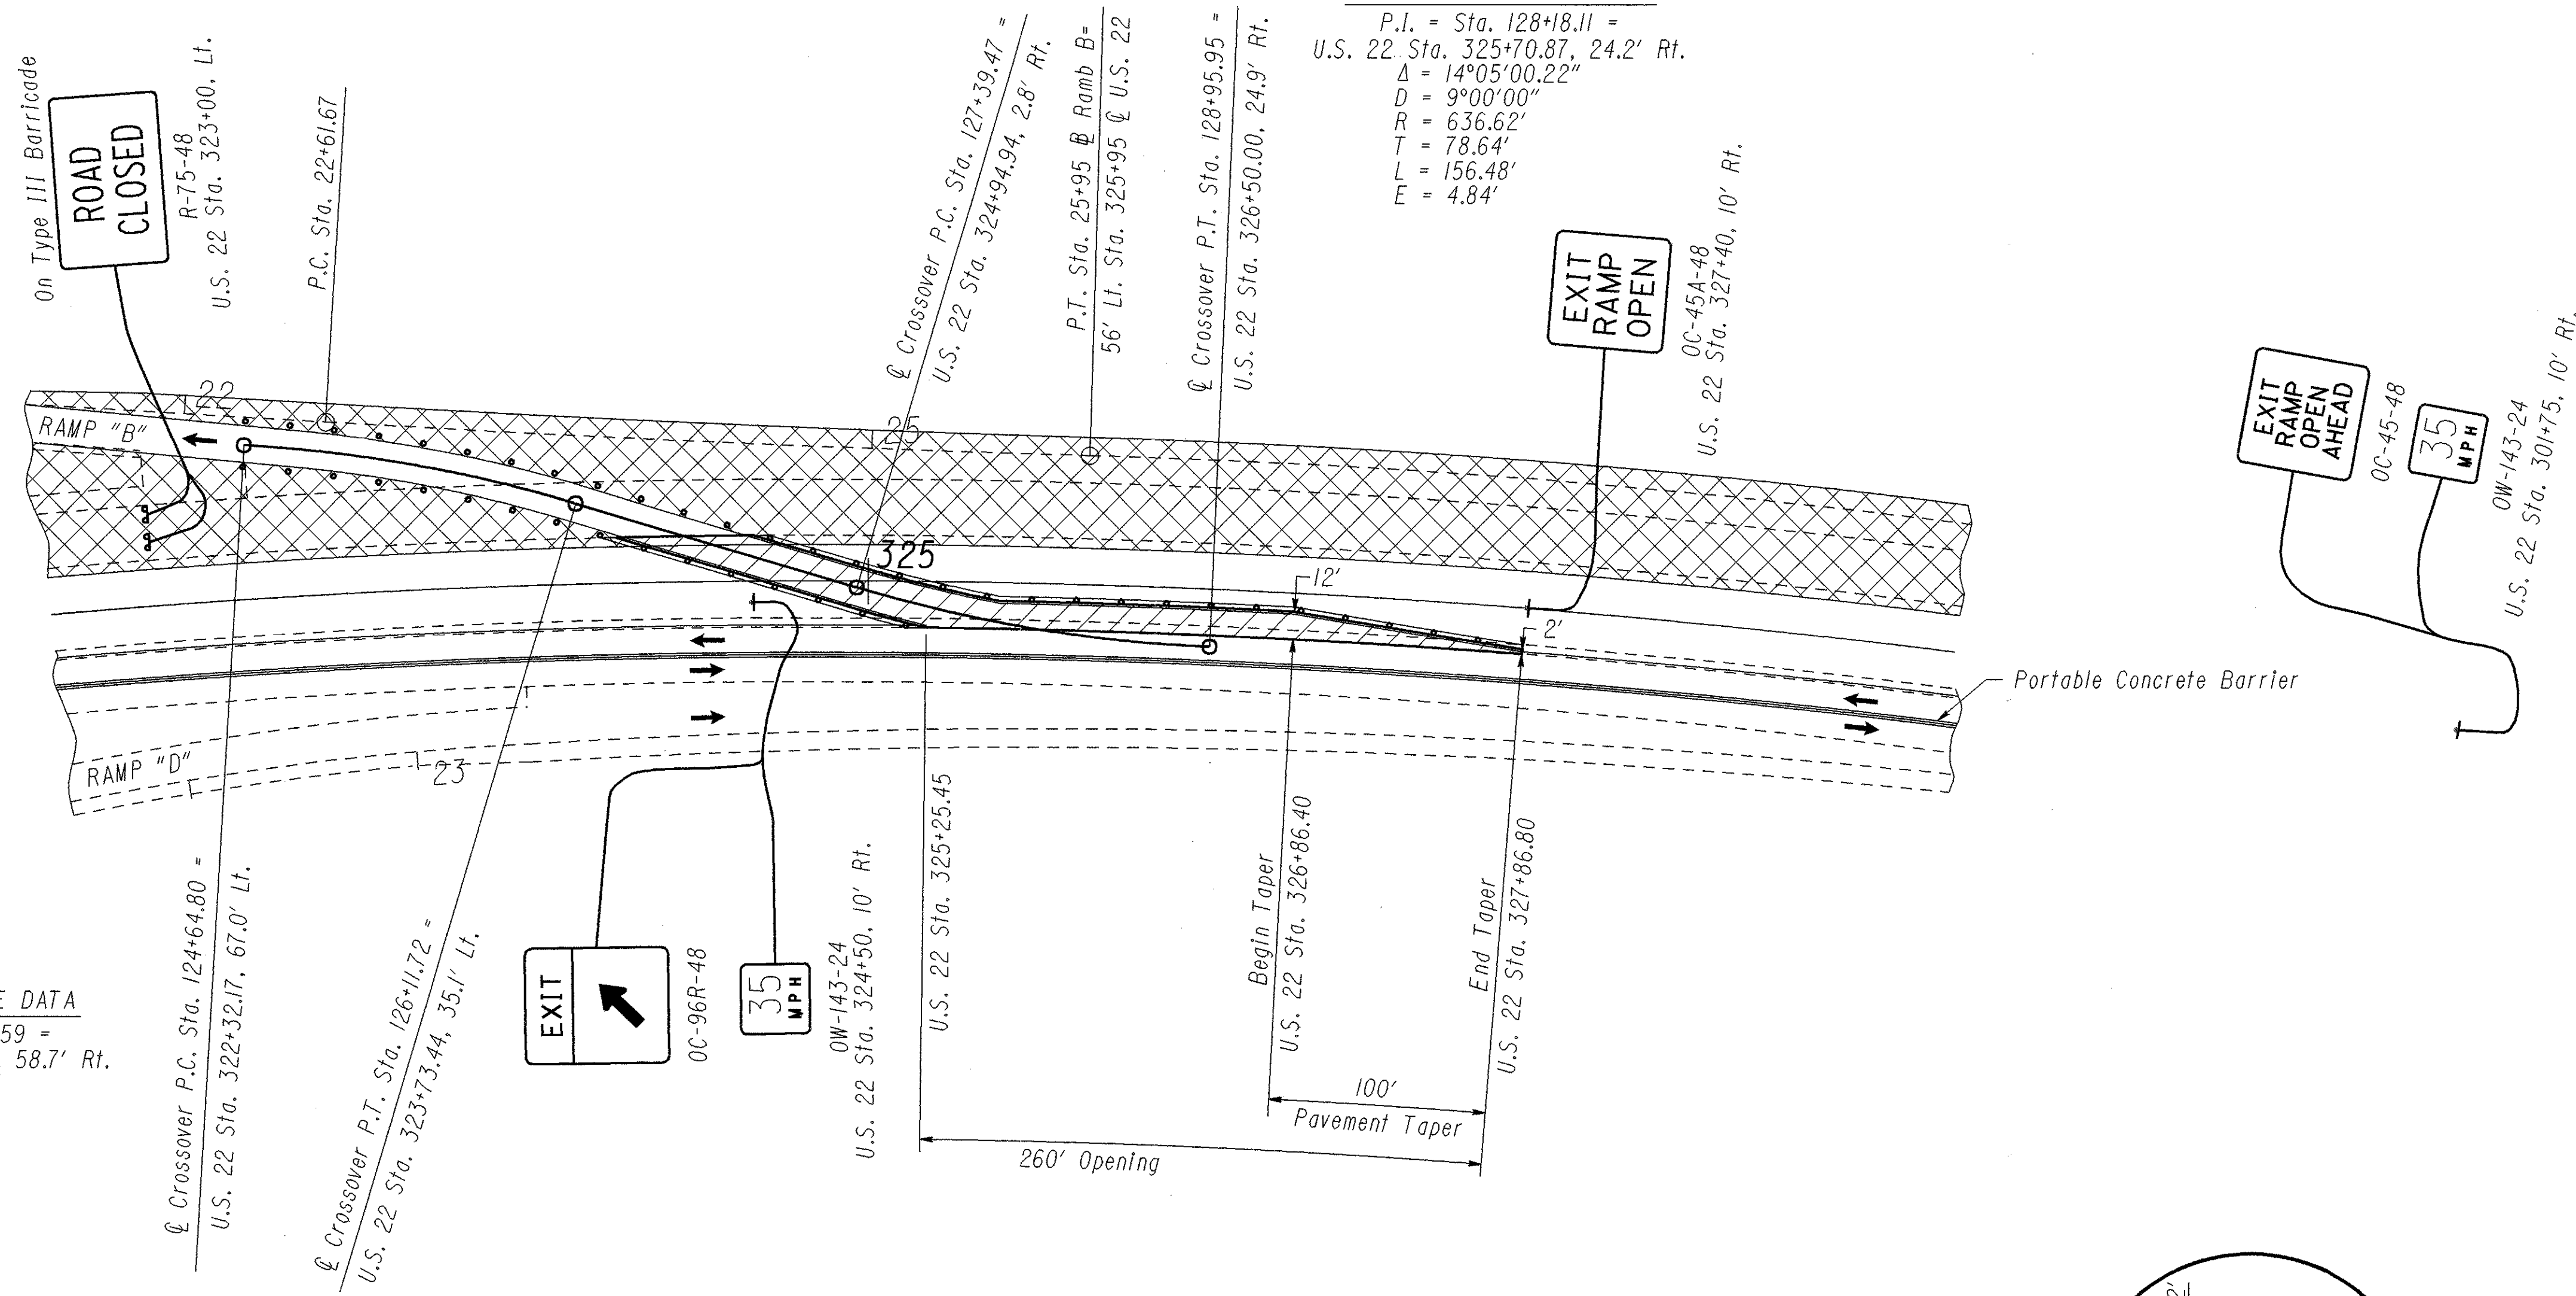 On Type III Barricade
ROAD
CLOSED
R-75-48
U.S. 22 Sta. 323+00, Lt.
P.C. Sta. 22+61.67
℄ Crossover P.C. Sta. 127+39.47 =
U.S. 22 Sta. 324+94.94, 2.8' Rt.
P.T. Sta. 25+95 ℄ Ramb B=
56' Lt. Sta. 325+95 ℄ U.S. 22
℄ Crossover P.T. Sta. 128+95.95 =
U.S. 22 Sta. 326+50.00, 24.9' Rt.
P.I. = Sta. 128+18.11 =
U.S. 22 Sta. 325+70.87, 24.2' Rt.
Δ = 14°05'00.22"
D = 9°00'00"
R = 636.62'
T = 78.64'
L = 156.48'
E = 4.84'
EXIT
RAMP
OPEN
OC-45A-48
U.S. 22 Sta. 327+40, 10' Rt.
EXIT
RAMP
OPEN
AHEAD
OC-45-48
35
MPH
OW-143-24
U.S. 22 Sta. 301+75, 10' Rt.
22
RAMP "B"
25
325
12'
2'
Portable Concrete Barrier
RAMP "D"
23
℄ Crossover P.C. Sta. 124+64.80 =
U.S. 22 Sta. 322+32.17, 67.0' Lt.
℄ Crossover P.T. Sta. 126+11.72 =
U.S. 22 Sta. 323+73.44, 35.1' Lt.
EXIT
OC-96R-48
35
MPH
OW-143-24
U.S. 22 Sta. 324+50, 10' Rt.
U.S. 22 Sta. 325+25.45
Begin Taper
U.S. 22 Sta. 326+86.40
End Taper
U.S. 22 Sta. 327+86.80
100'
Pavement Taper
260' Opening
E DATA
59 =
58.7' Rt.
2'